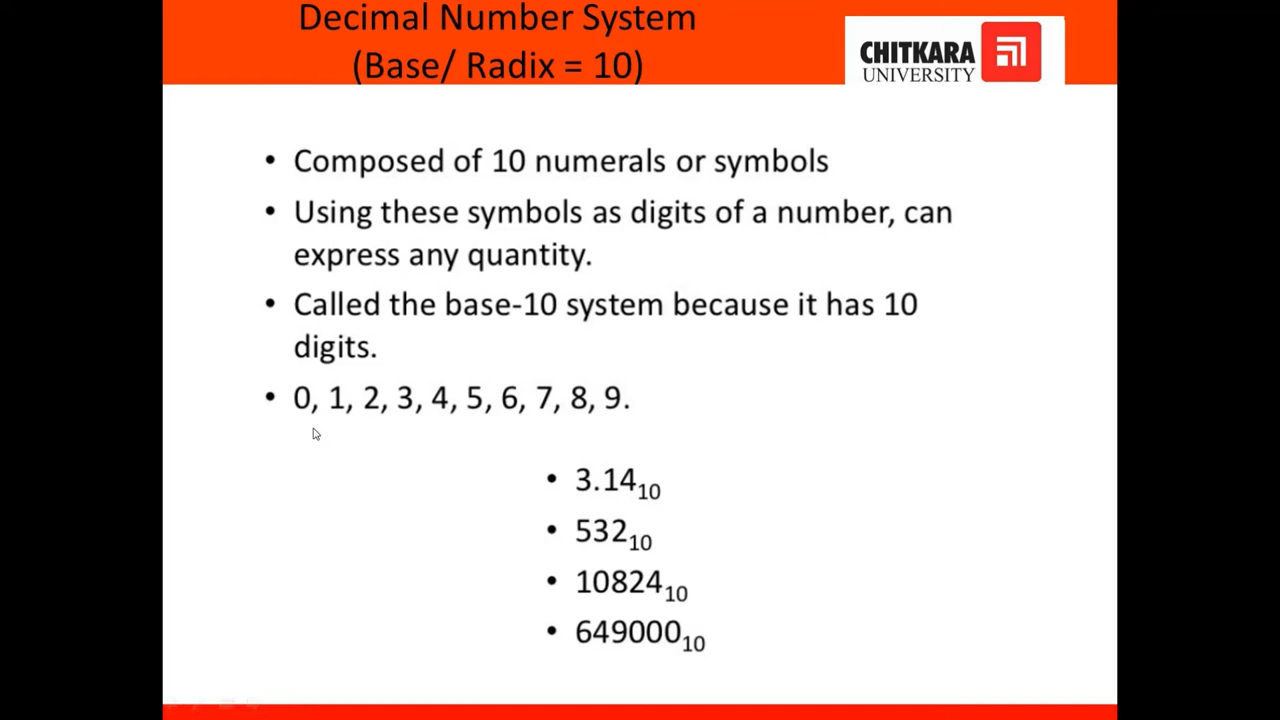 Decimal Number System
(Base/ Radix = 10)
CHITKARA
UNIVERSITY
• Composed of 10 numerals or symbols
• Using these symbols as digits of a number, can
express any quantity.
• Called the base-10 system because it has 10
digits.
• 0, 1, 2, 3, 4, 5, 6, 7, 8, 9.
• 3.14₁₀
• 532₁₀
• 10824₁₀
• 649000₁₀